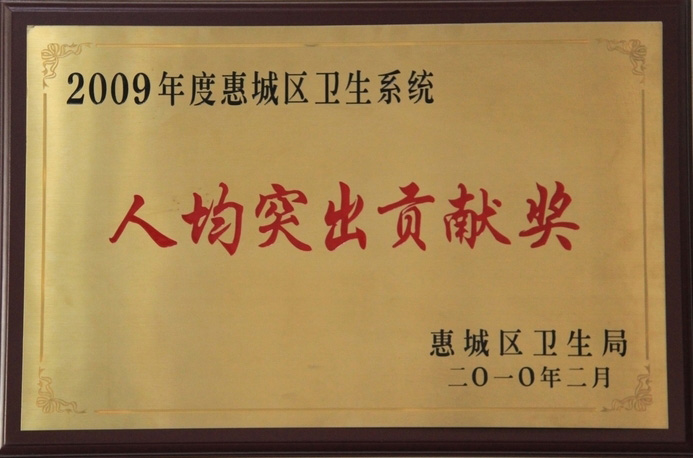 2009年度惠城区卫生系统
人均突出贡献奖
惠城区卫生局
二〇一〇年二月